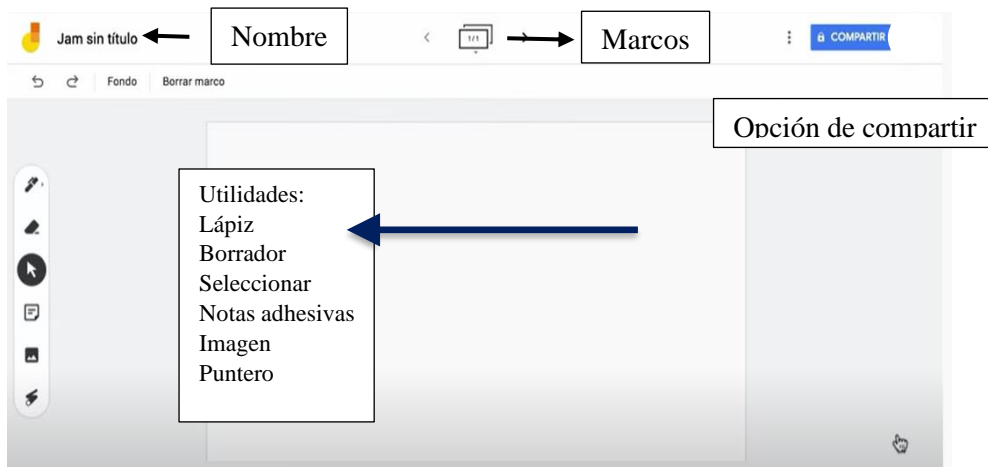 Jam sin título
Nombre
1/1
Marcos
COMPARTIR
Fondo
Borrar marco
Opción de compartir
Utilidades:
Lápiz
Borrador
Seleccionar
Notas adhesivas
Imagen
Puntero